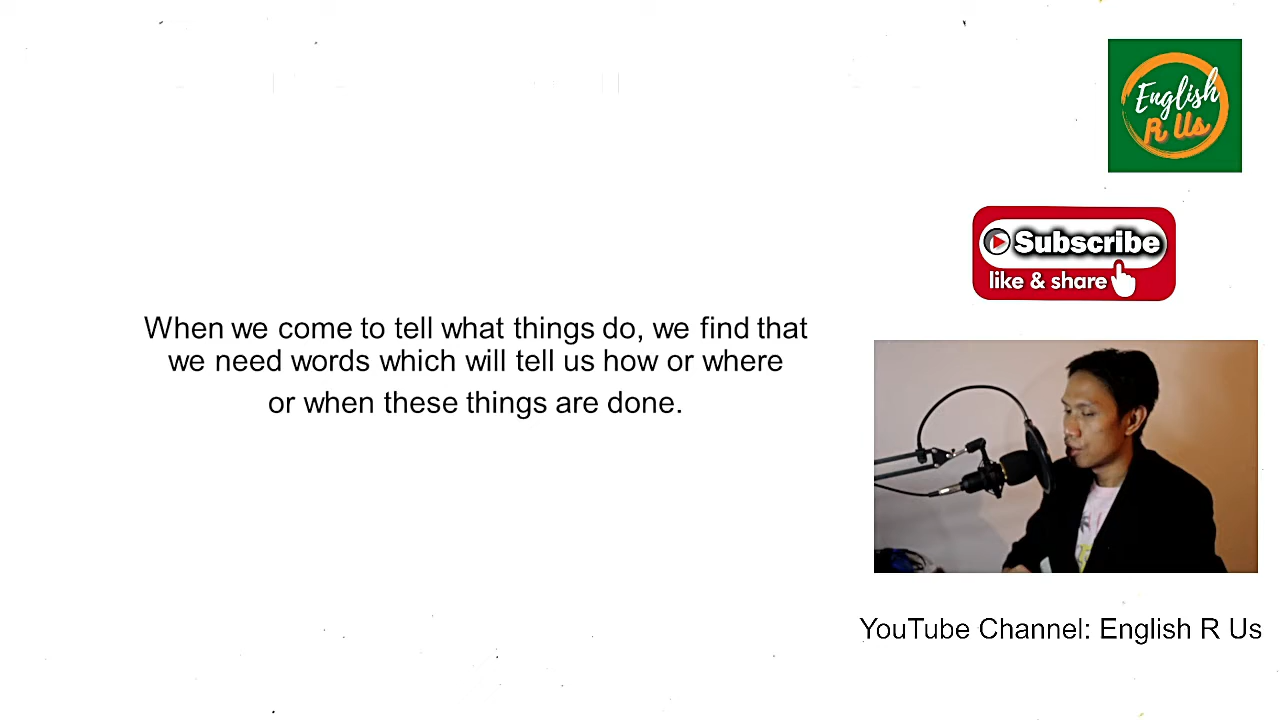 English
R Us
Subscribe
like & share
When we come to tell what things do, we find that
we need words which will tell us how or where
or when these things are done.
YouTube Channel: English R Us